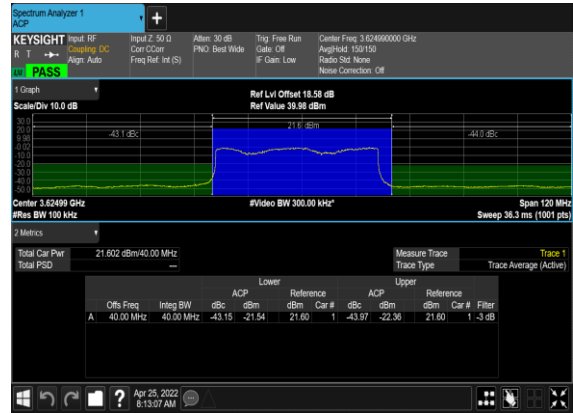 Spectrum Analyzer 1
ACP
KEYSIGHT Input: RF Input Z: 50 Ω Atten: 30 dB Trig: Free Run Center Freq: 3.624990000 GHz
R T Coupling: DC Corr CCorr PNO: Best Wide Gate: Off Avg|Hold: 150/150
Align: Auto Freq Ref: Int (S) IF Gain: Low Radio Std: None
Noise Correction: Off
PASS
1 Graph
Ref Lvl Offset 18.58 dB
Scale/Div 10.0 dB Ref Value 39.98 dBm
30.0
20.0 21.6 dBm
9.98 -43.1 dBc -44.0 dBc
-0.02
-10.0
-20.0
-30.0
-40.0
-50.0
Center 3.62499 GHz #Video BW 300.00 kHz* Span 120 MHz
#Res BW 100 kHz Sweep 36.3 ms (1001 pts)
2 Metrics
Total Car Pwr 21.602 dBm/40.00 MHz Measure Trace Trace 1
Total PSD --- Trace Type Trace Average (Active)
Lower Upper
ACP Reference ACP Reference
Offs Freq Integ BW dBc dBm dBm Car # dBc dBm dBm Car # Filter
A 40.00 MHz 40.00 MHz -43.15 -21.54 21.60 1 -43.97 -22.36 21.60 1 -3 dB
?
Apr 25, 2022
8:13:07 AM